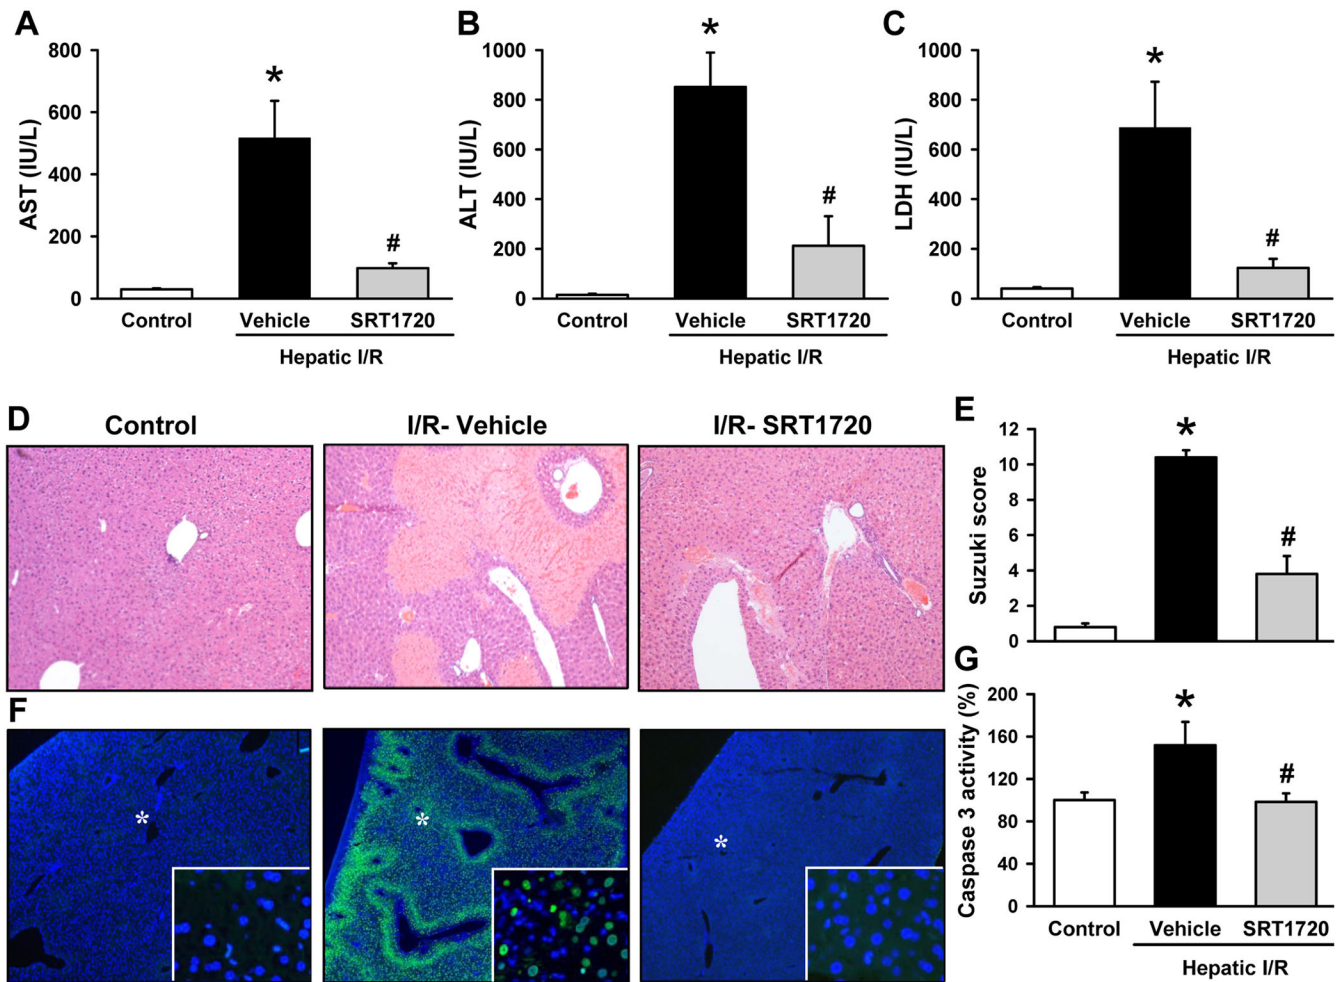 A
AST (IU/L)
800
600
400
200
0
*
#
Control
Vehicle
SRT1720
Hepatic I/R
B
ALT (IU/L)
1000
800
600
400
200
0
*
#
Control
Vehicle
SRT1720
Hepatic I/R
C
LDH (IU/L)
1000
800
600
400
200
0
*
#
Control
Vehicle
SRT1720
Hepatic I/R
D
Control
I/R- Vehicle
I/R- SRT1720
E
Suzuki score
12
10
8
6
4
2
0
*
#
F
*
*
*
G
Caspase 3 activity (%)
200
160
120
80
40
0
*
#
Control
Vehicle
SRT1720
Hepatic I/R